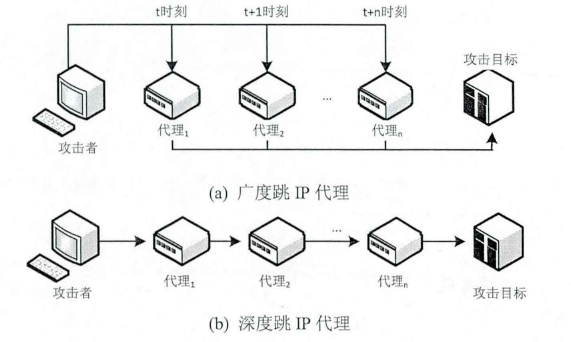 t时刻 t+1时刻 t+n时刻
攻击目标
...
代理1 代理2 代理n
攻击者
(a) 广度跳 IP 代理
...
代理1 代理2 代理n
攻击者 攻击目标
(b) 深度跳 IP 代理